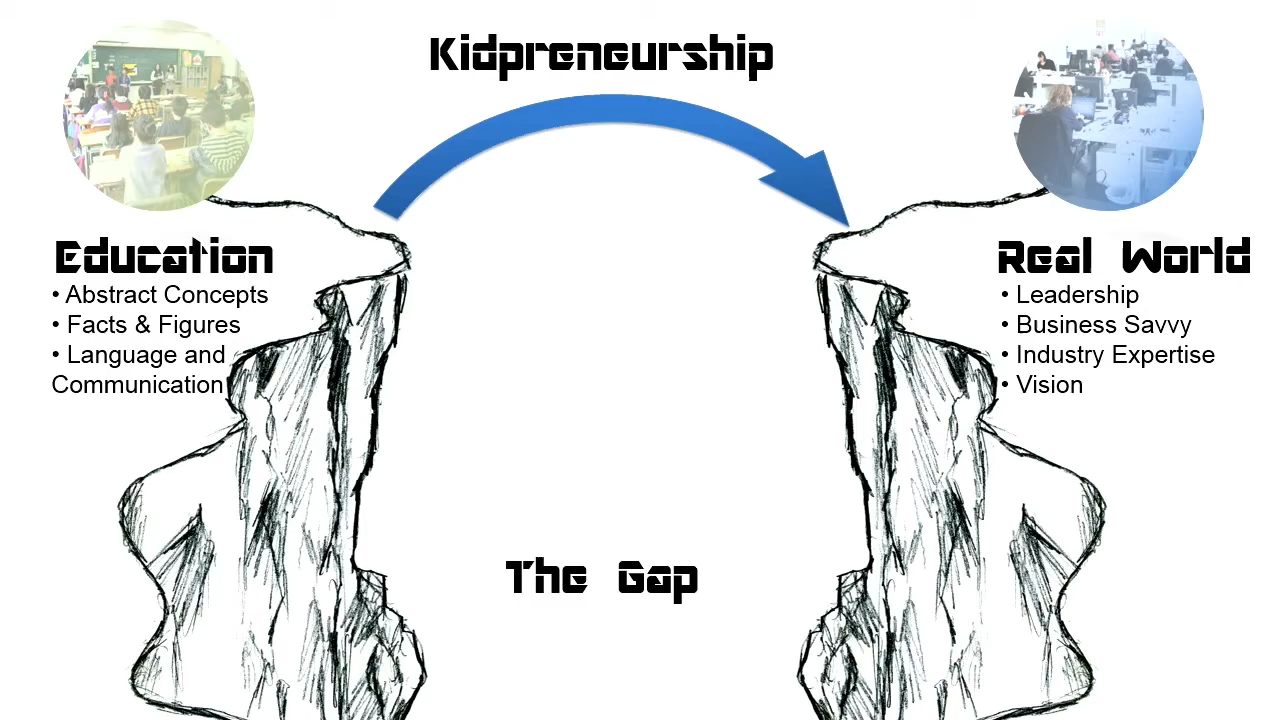 Kidpreneurship
Education
• Abstract Concepts
• Facts & Figures
• Language and
Communication
Real World
• Leadership
• Business Savvy
• Industry Expertise
• Vision
The Gap